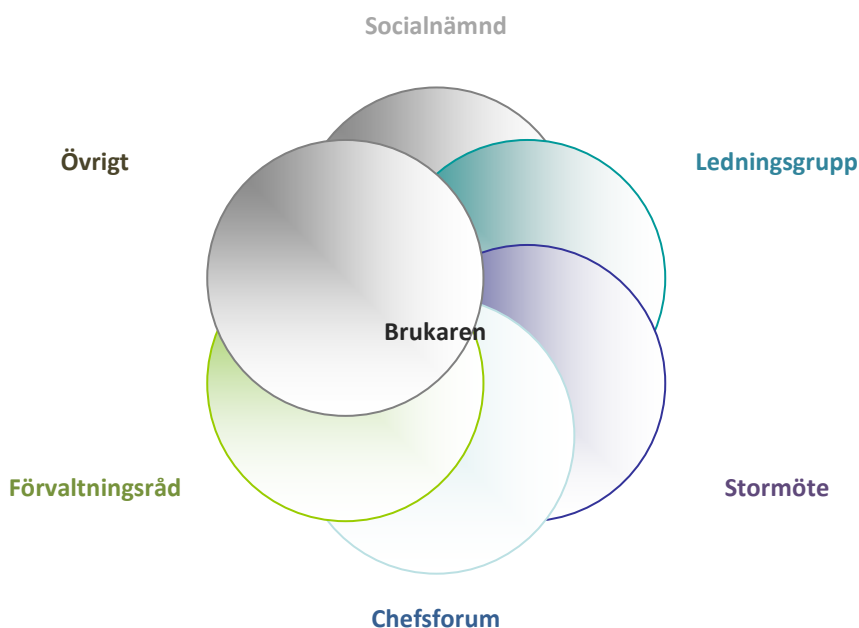 Socialnämnd
Övrigt
Ledningsgrupp
Brukaren
Förvaltningsråd
Stormöte
Chefsforum